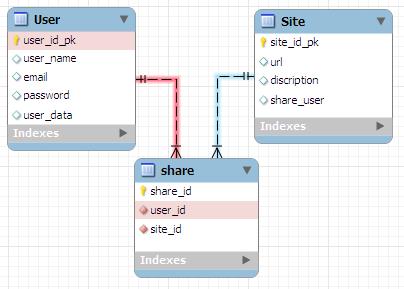 User
user_id_pk
user_name
email
password
user_data
Indexes
Site
site_id_pk
url
discription
share_user
Indexes
share
share_id
user_id
site_id
Indexes